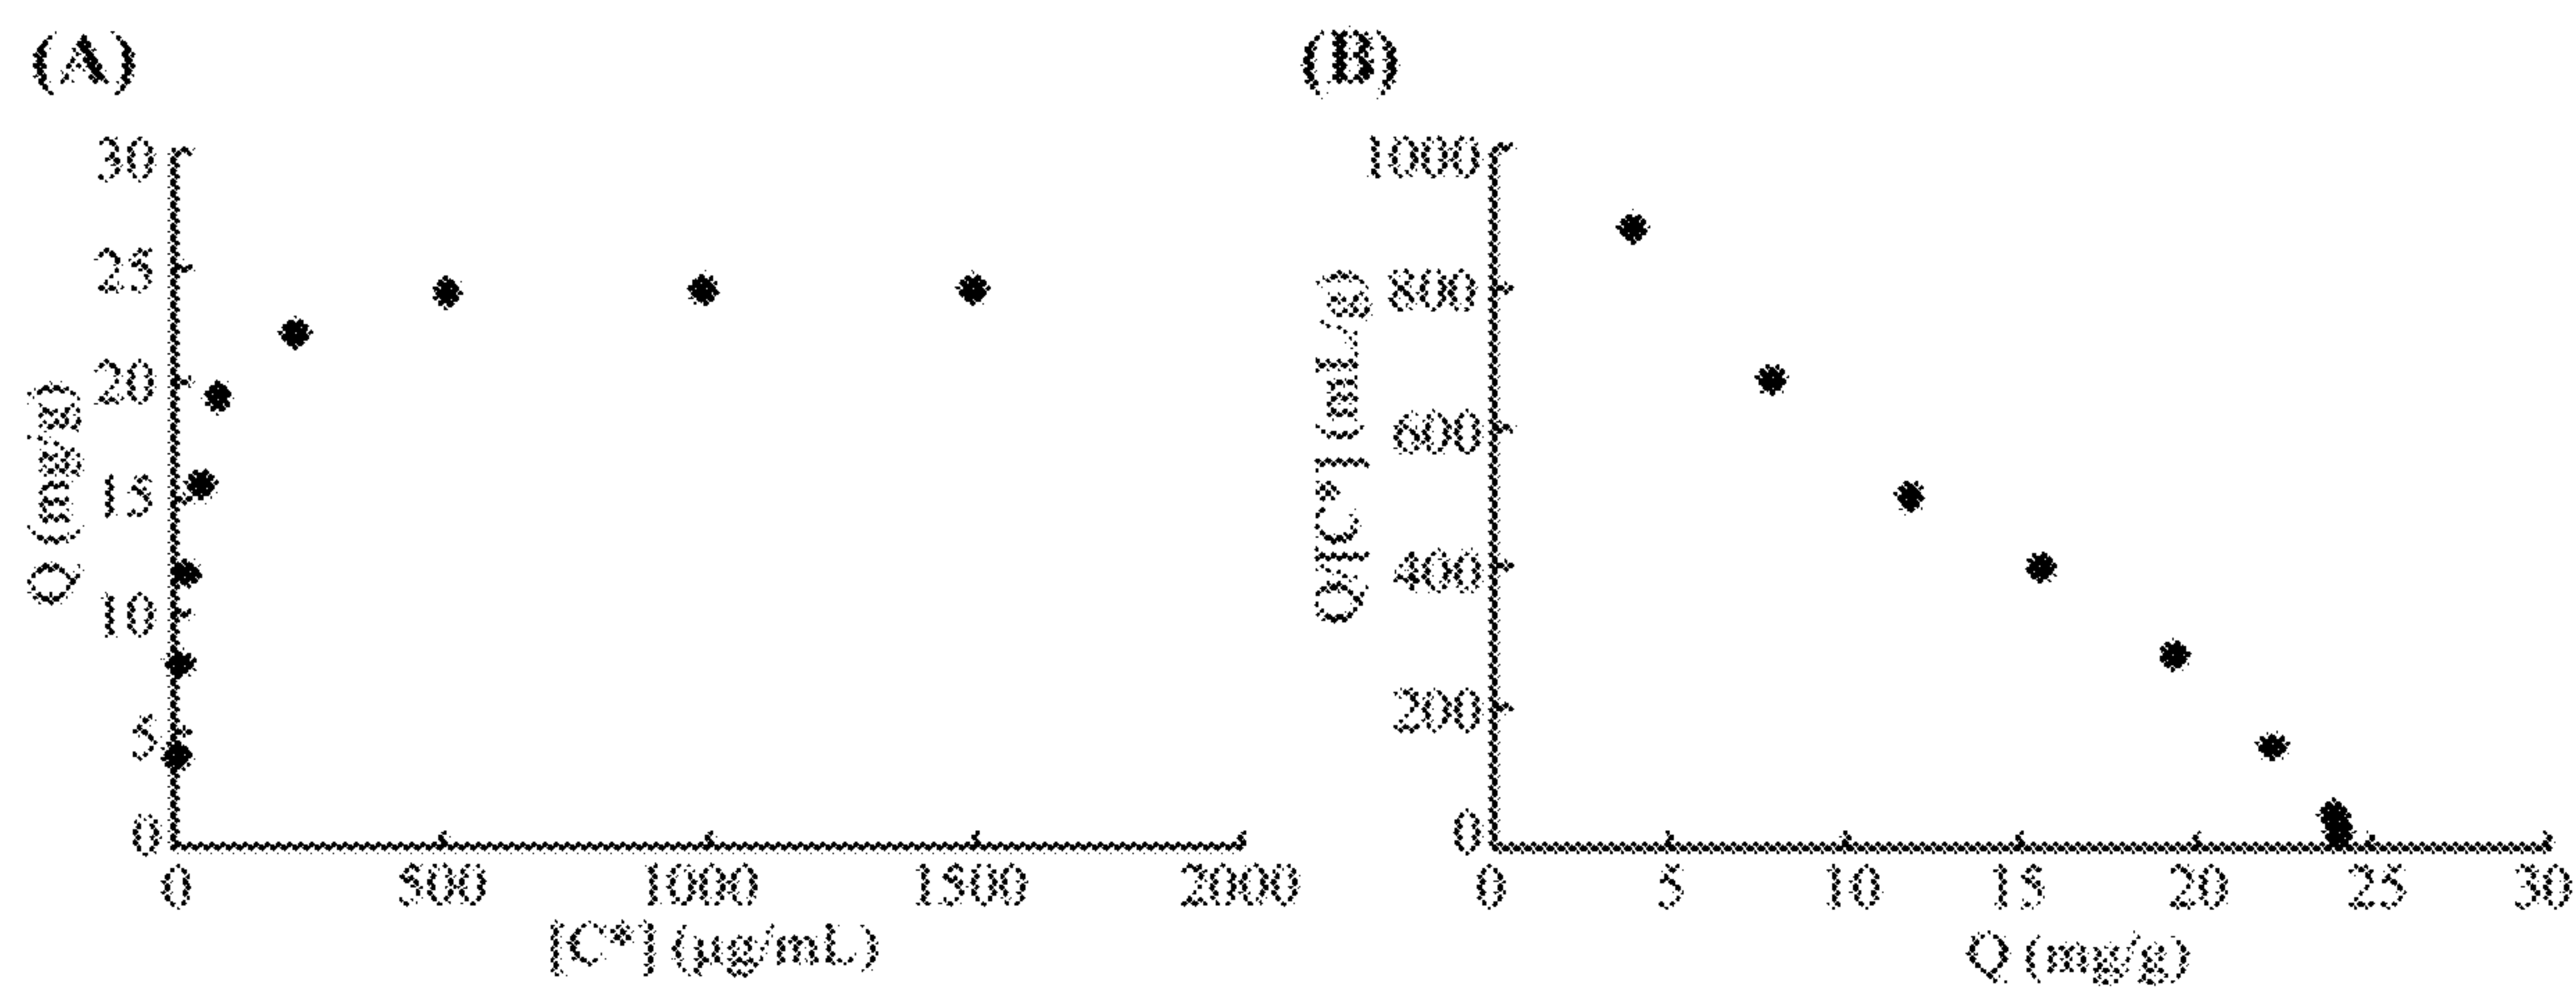 (A)
30
25
20
15
10
5
0
Q (mg/g)
0 500 1000 1500 2000
[C*] (μg/mL)
(B)
1000
800
600
400
200
0
Q/[C*] (mL/g)
0 5 10 15 20 25 30
Q (mg/g)